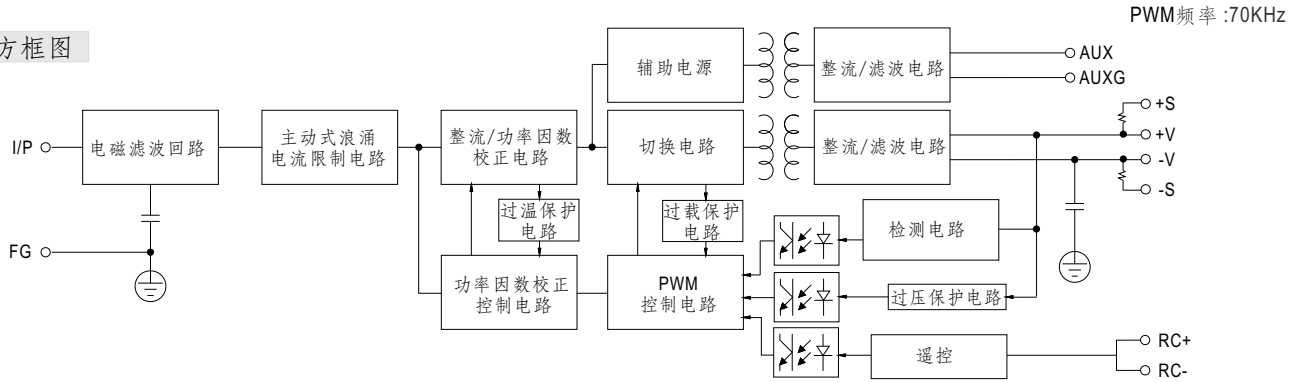 PWM频率 :70KHz
方框图
辅助电源
整流/滤波电路
AUX
AUXG
I/P
电磁滤波回路
主动式浪涌
电流限制电路
整流/功率因数
校正电路
切换电路
整流/滤波电路
+S
+V
-V
-S
过温保护
电路
过载保护
电路
检测电路
FG
功率因数校正
控制电路
PWM
控制电路
过压保护电路
遥控
RC+
RC-